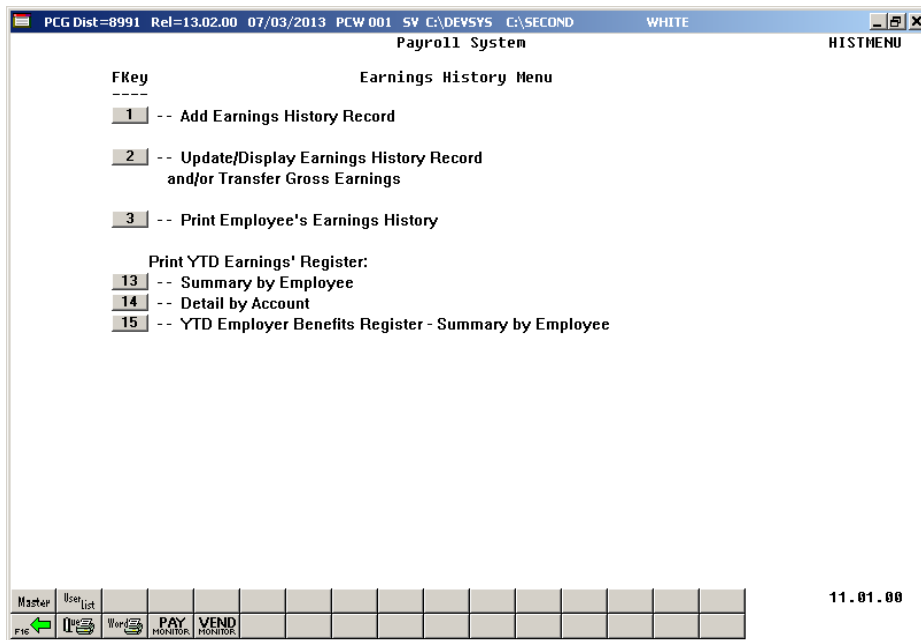 PCG Dist=8991 Rel=13.02.00 07/03/2013 PCW 001 SV C:\DEVSYS C:\SECOND WHITE
Payroll System HISTMENU
FKey Earnings History Menu
----
1 -- Add Earnings History Record
2 -- Update/Display Earnings History Record
and/or Transfer Gross Earnings
3 -- Print Employee's Earnings History
Print YTD Earnings' Register:
13 -- Summary by Employee
14 -- Detail by Account
15 -- YTD Employer Benefits Register - Summary by Employee
Master User List 11.01.00
F16 Que Word PAY MONITOR VEND MONITOR